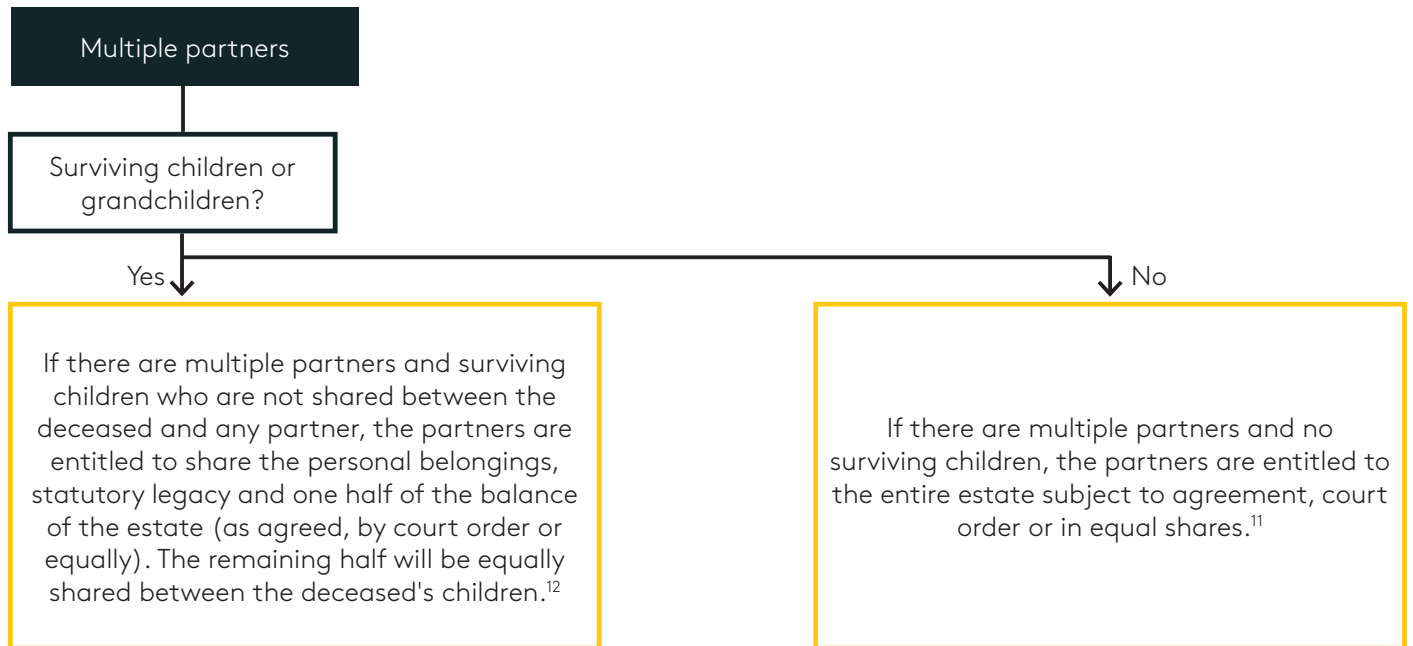 Multiple partners
Surviving children or
grandchildren?
Yes
No
If there are multiple partners and surviving
children who are not shared between the
deceased and any partner, the partners are
entitled to share the personal belongings,
statutory legacy and one half of the balance
of the estate (as agreed, by court order or
equally). The remaining half will be equally
shared between the deceased's children.12
If there are multiple partners and no
surviving children, the partners are entitled to
the entire estate subject to agreement, court
order or in equal shares.11